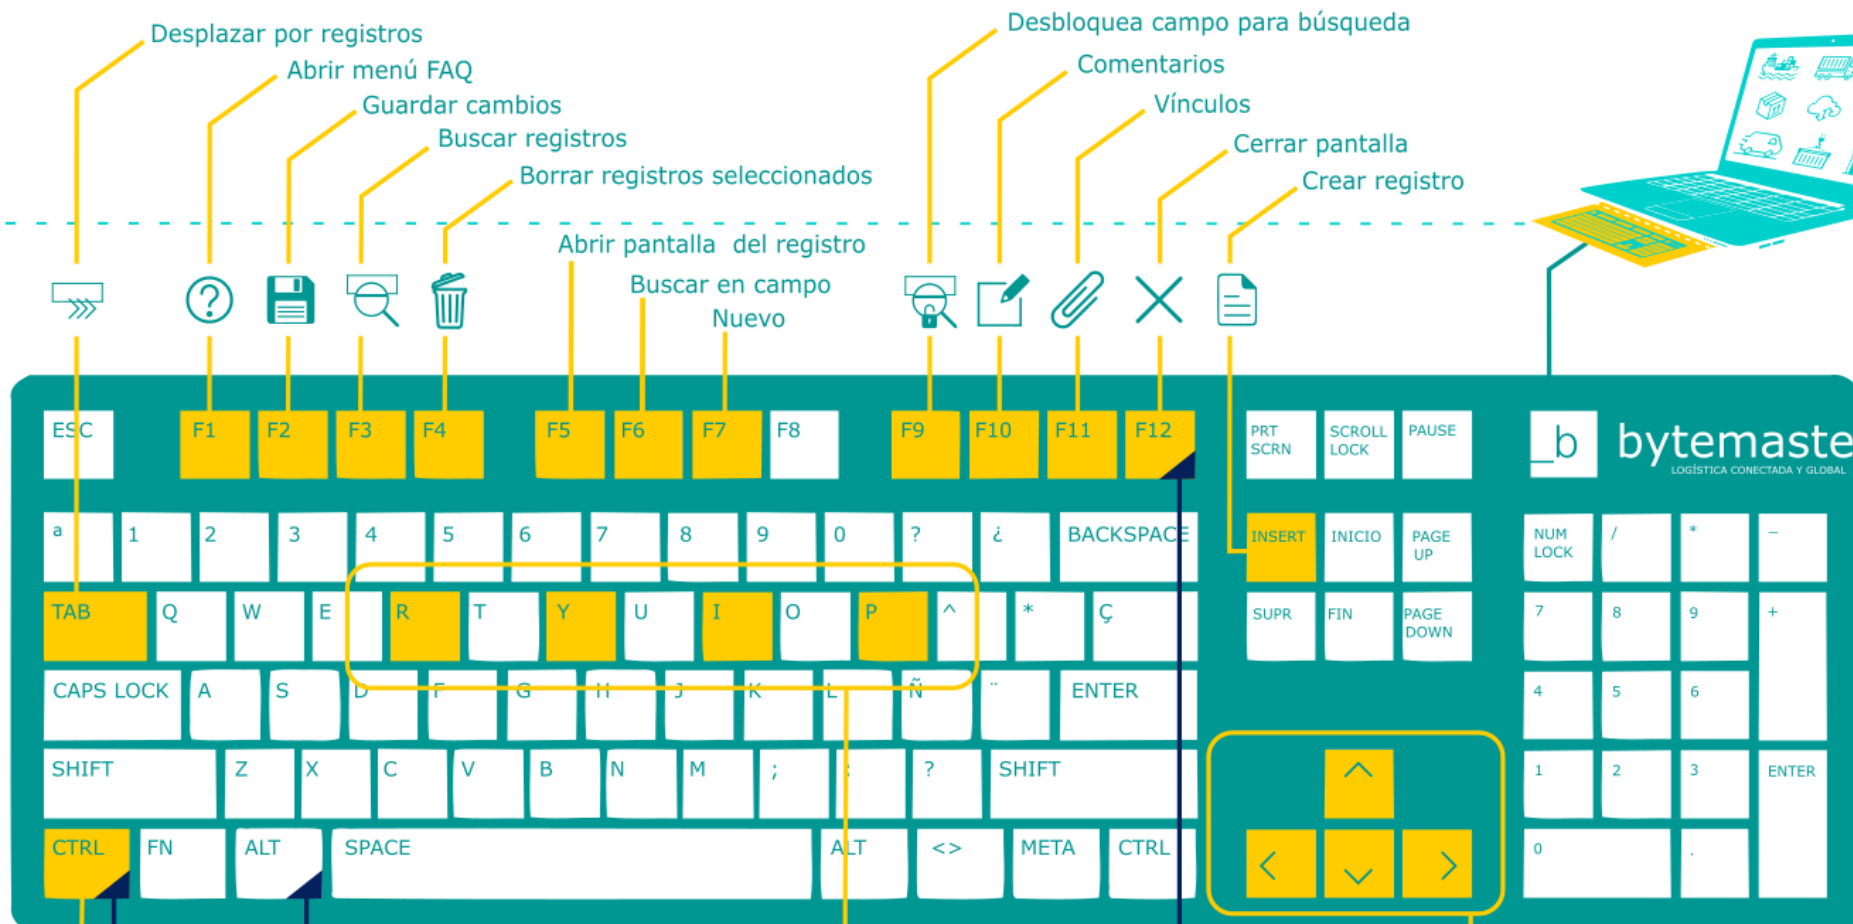 Desplazar por registros
Abrir menú FAQ
Guardar cambios
Buscar registros
Borrar registros seleccionados
Desbloquea campo para búsqueda
Comentarios
Vínculos
Cerrar pantalla
Crear registro
Abrir pantalla del registro
Buscar en campo
Nuevo
ESC F1 F2 F3 F4 F5 F6 F7 F8 F9 F10 F11 F12
PRT SCRN
SCROLL LOCK
PAUSE
_b bytemaste
LOGÍSTICA CONECTADA Y GLOBAL
ª 1 2 3 4 5 6 7 8 9 0 ? ¿ BACKSPACE
INSERT INICIO PAGE UP
NUM LOCK / * −
TAB Q W E R T Y U I O P ^ * Ç
SUPR FIN PAGE DOWN
7 8 9 +
CAPS LOCK A S D F G H J K L Ñ ¨ ENTER
4 5 6
SHIFT Z X C V B N M ; : ? SHIFT
1 2 3 ENTER
CTRL FN ALT SPACE ALT <> META CTRL
0 .